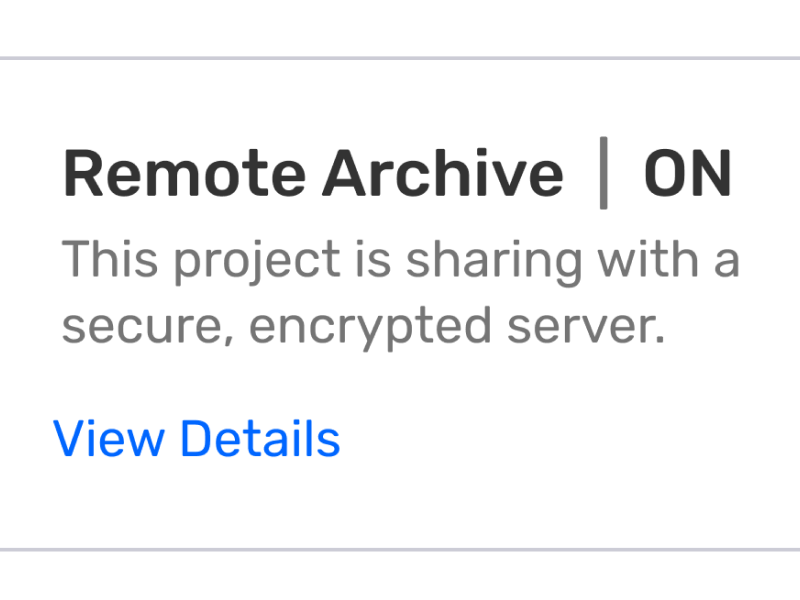 Remote Archive | ON
This project is sharing with a
secure, encrypted server.
View Details